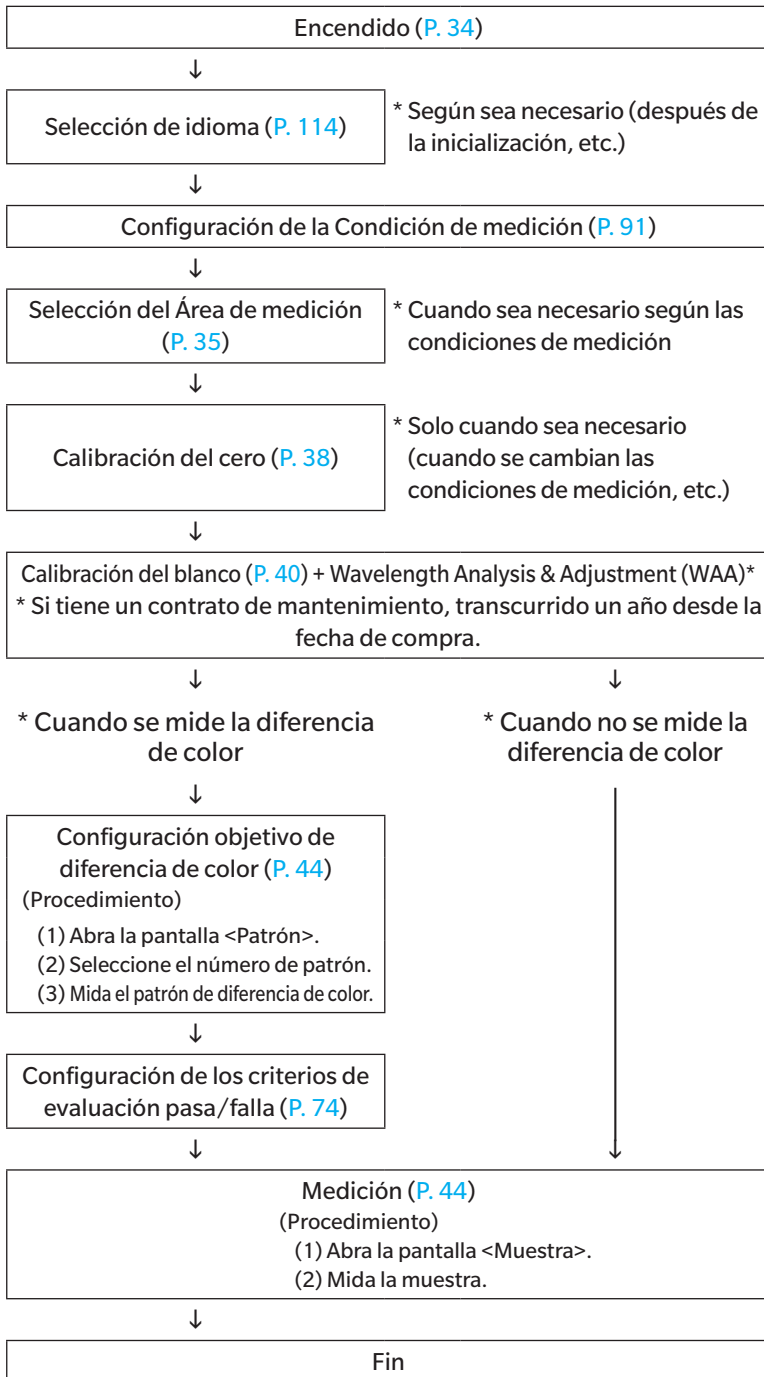 Encendido (P. 34)
↓
Selección de idioma (P. 114)
* Según sea necesario (después de
la inicialización, etc.)
↓
Configuración de la Condición de medición (P. 91)
↓
Selección del Área de medición
(P. 35)
* Cuando sea necesario según las
condiciones de medición
↓
Calibración del cero (P. 38)
* Solo cuando sea necesario
(cuando se cambian las
condiciones de medición, etc.)
↓
Calibración del blanco (P. 40) + Wavelength Analysis & Adjustment (WAA)*
* Si tiene un contrato de mantenimiento, transcurrido un año desde la
fecha de compra.
↓ ↓
* Cuando se mide la diferencia
de color
* Cuando no se mide la
diferencia de color
↓
Configuración objetivo de
diferencia de color (P. 44)
(Procedimiento)
(1) Abra la pantalla <Patrón>.
(2) Seleccione el número de patrón.
(3) Mida el patrón de diferencia de color.
↓
Configuración de los criterios de
evaluación pasa/falla (P. 74)
↓ ↓
Medición (P. 44)
(Procedimiento)
(1) Abra la pantalla <Muestra>.
(2) Mida la muestra.
↓
Fin